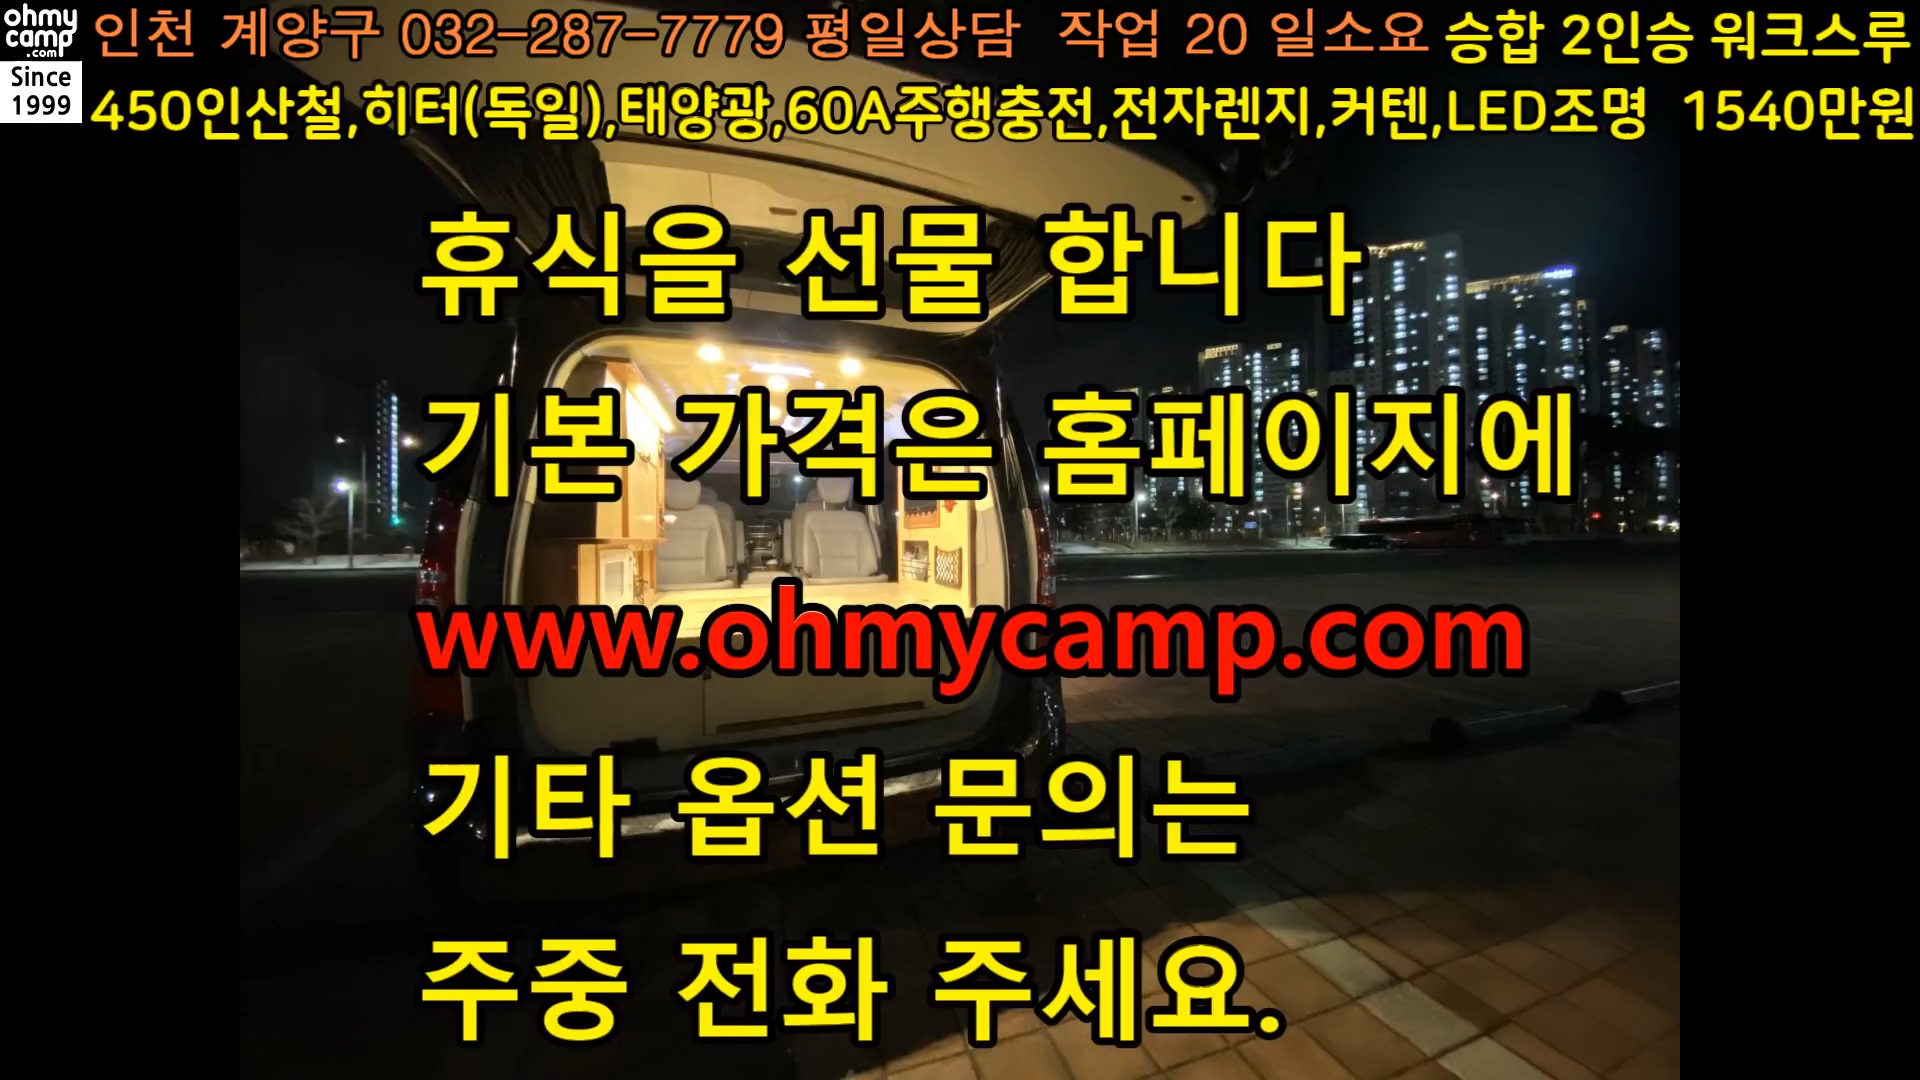 ohmy
camp
.com
Since
1999
인천 계양구 032-287-7779 평일상담 작업 20 일소요 승합 2인승 워크스루
450인산철,히터(독일),태양광,60A주행충전,전자렌지,커텐,LED조명 1540만원
휴식을 선물 합니다
기본 가격은 홈페이지에
www.ohmycamp.com
기타 옵션 문의는
주중 전화 주세요.